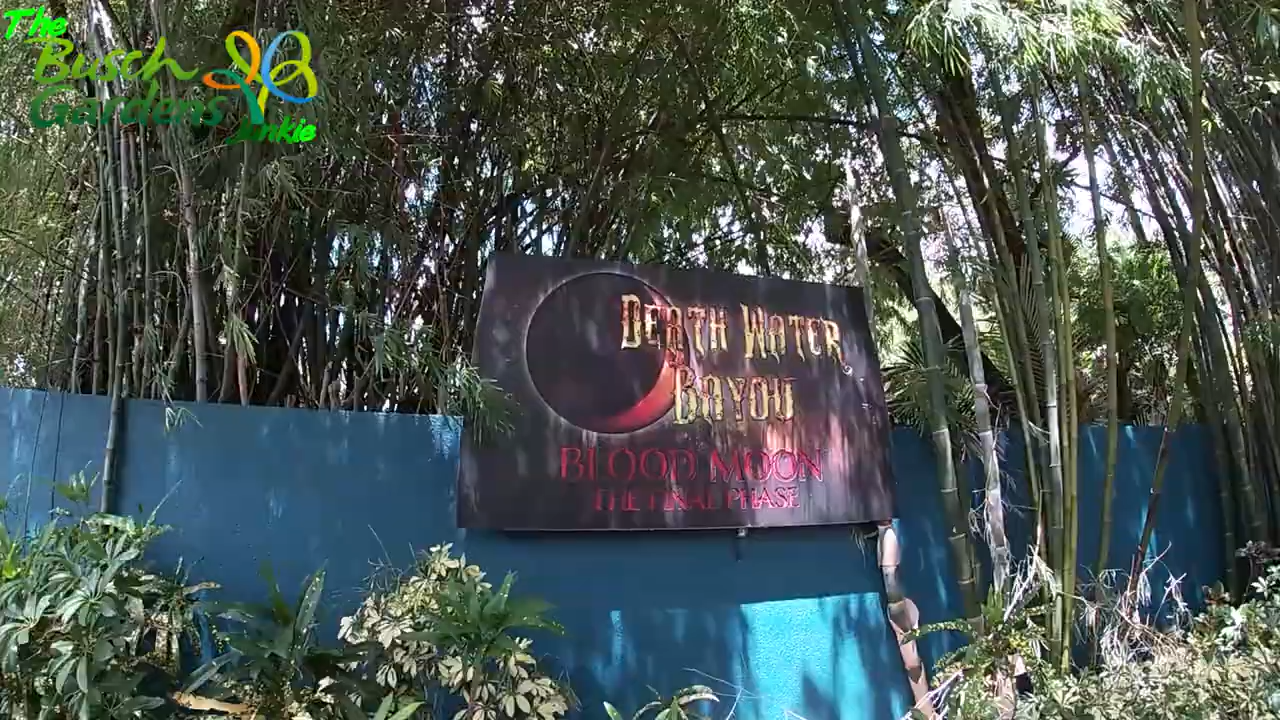 The
Busch
Gardens
Junkie
DEATH WATER
BAYOU
BLOOD MOON
THE FINAL PHASE